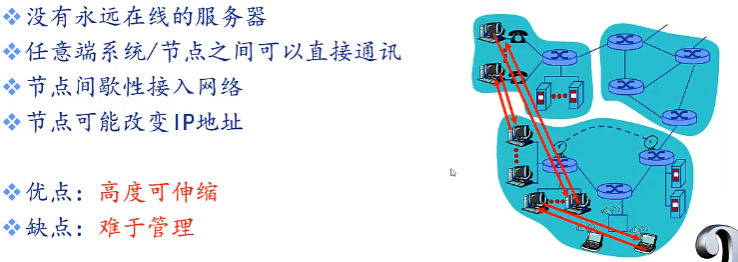 没有永远在线的服务器
任意端系统/节点之间可以直接通讯
节点间歇性接入网络
节点可能改变IP地址
优点：高度可伸缩
缺点：难于管理